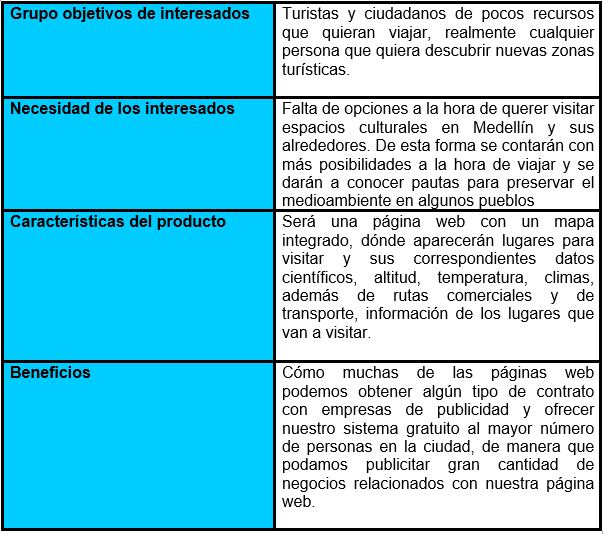 Grupo objetivos de interesados
Turistas y ciudadanos de pocos recursos
que quieran viajar, realmente cualquier
persona que quiera descubrir nuevas zonas
turísticas.
Necesidad de los interesados
Falta de opciones a la hora de querer visitar
espacios culturales en Medellín y sus
alrededores. De esta forma se contarán con
más posibilidades a la hora de viajar y se
darán a conocer pautas para preservar el
medioambiente en algunos pueblos
Características del producto
Será una página web con un mapa
integrado, dónde aparecerán lugares para
visitar y sus correspondientes datos
científicos, altitud, temperatura, climas,
además de rutas comerciales y de
transporte, información de los lugares que
van a visitar.
Beneficios
Cómo muchas de las páginas web
podemos obtener algún tipo de contrato
con empresas de publicidad y ofrecer
nuestro sistema gratuito al mayor número
de personas en la ciudad, de manera que
podamos publicitar gran cantidad de
negocios relacionados con nuestra página
web.